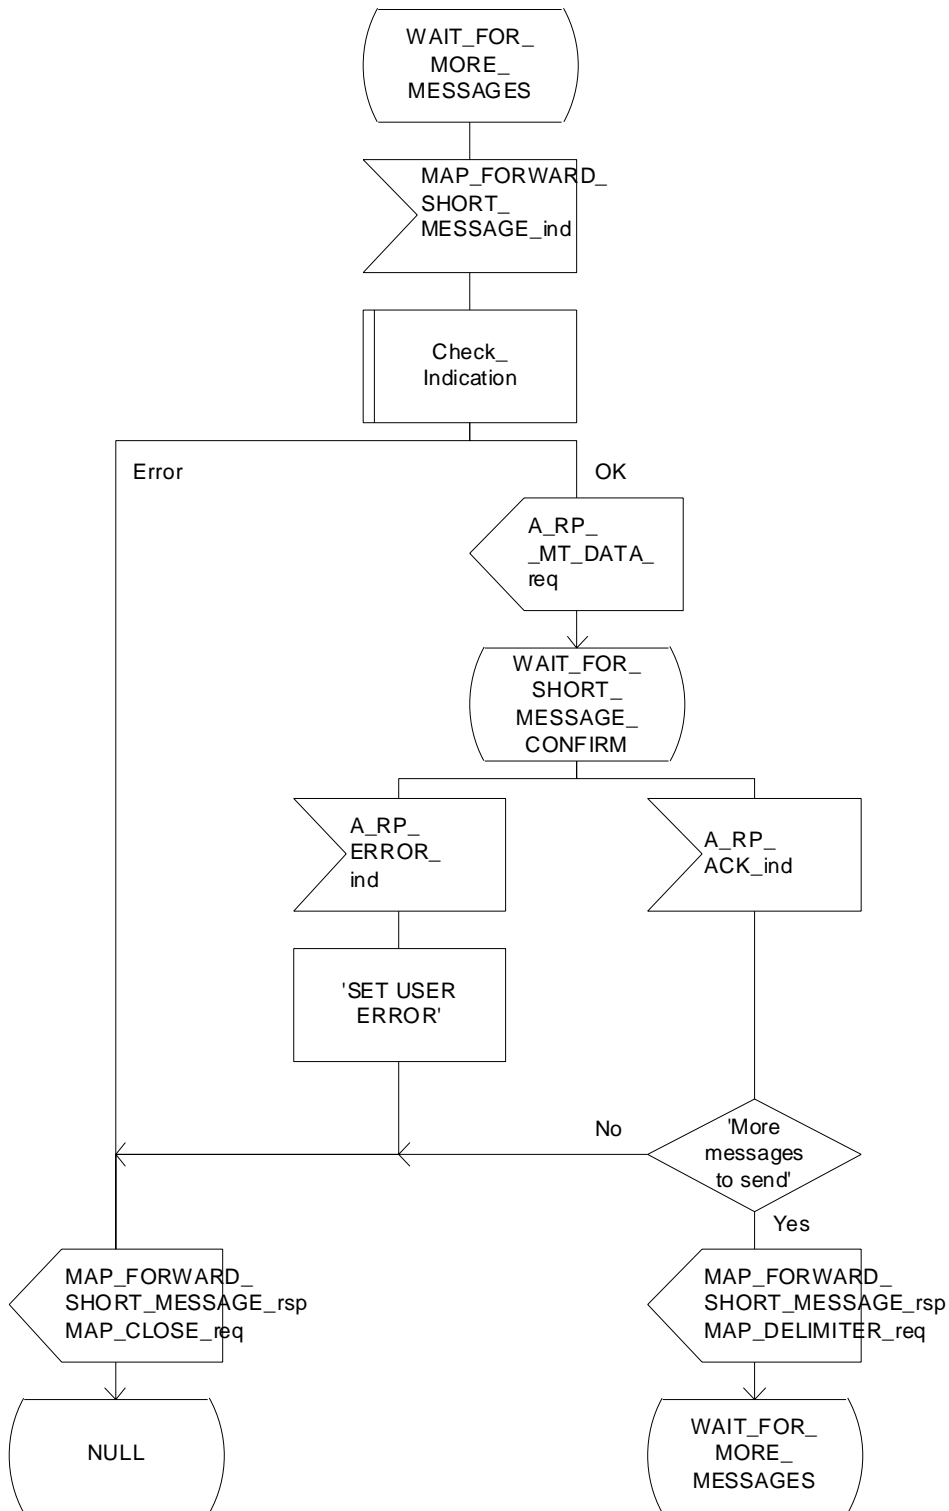 WAIT_FOR_
MORE_
MESSAGES
MAP_FORWARD_
SHORT_
MESSAGE_ind
Check_
Indication
Error
OK
A_RP_
_MT_DATA_
req
WAIT_FOR_
SHORT_
MESSAGE_
CONFIRM
A_RP_
ERROR_
ind
A_RP_
ACK_ind
'SET USER
ERROR'
No
'More
messages
to send'
Yes
MAP_FORWARD_
SHORT_MESSAGE_rsp
MAP_CLOSE_req
MAP_FORWARD_
SHORT_MESSAGE_rsp
MAP_DELIMITER_req
NULL
WAIT_FOR_
MORE_
MESSAGES